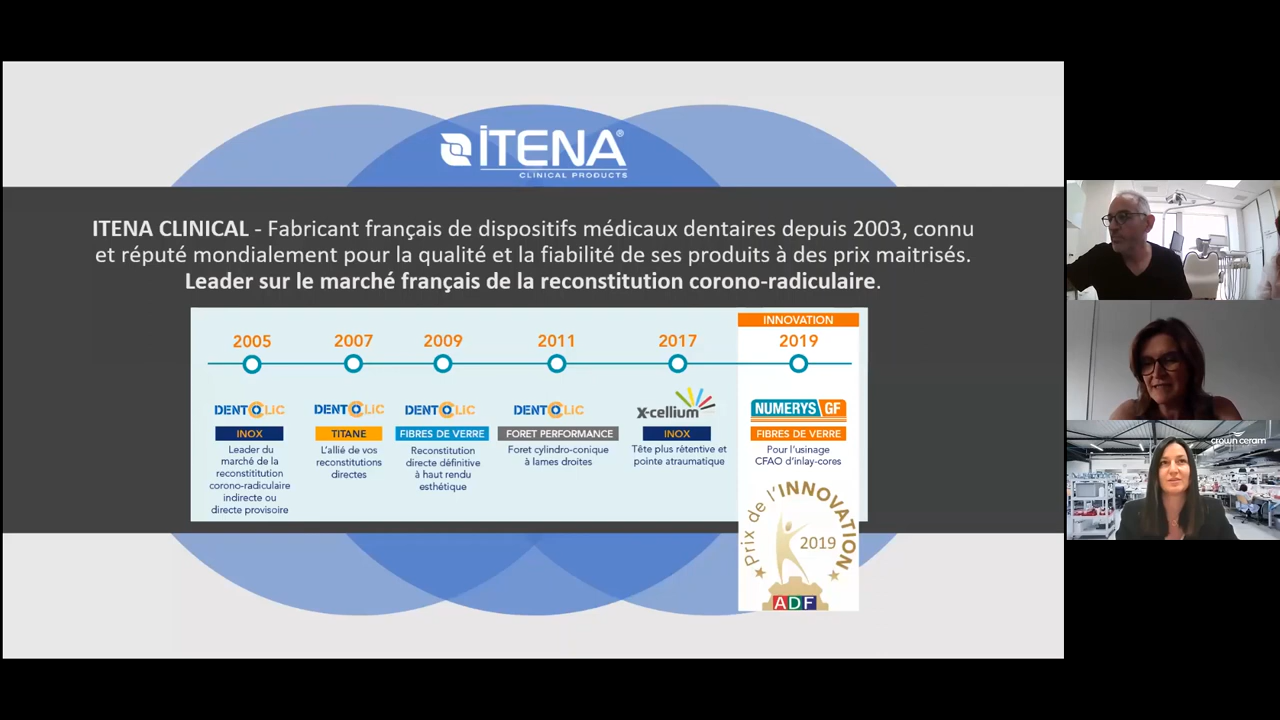 İTENA®
CLINICAL PRODUCTS
ITENA CLINICAL - Fabricant français de dispositifs médicaux dentaires depuis 2003, connu
et réputé mondialement pour la qualité et la fiabilité de ses produits à des prix maitrisés.
Leader sur le marché français de la reconstitution corono-radiculaire.
INNOVATION
2005
2007
2009
2011
2017
2019
DENTOCLIC
INOX
Leader du
marché de la
reconstitution
corono-radiculaire
indirecte ou
directe provisoire
DENTOCLIC
TITANE
L'allié de vos
reconstitutions
directes
DENTOCLIC
FIBRES DE VERRE
Reconstitution
directe définitive
à haut rendu
esthétique
DENTOCLIC
FORET PERFORMANCE
Foret cylindro-conique
à lames droites
X-cellium
INOX
Tête plus rétentive et
pointe atraumatique
NUMERYS GF
FIBRES DE VERRE
Pour l'usinage
CFAO d'inlay-cores
Prix de l'INNOVATION
2019
ADF
crown ceram